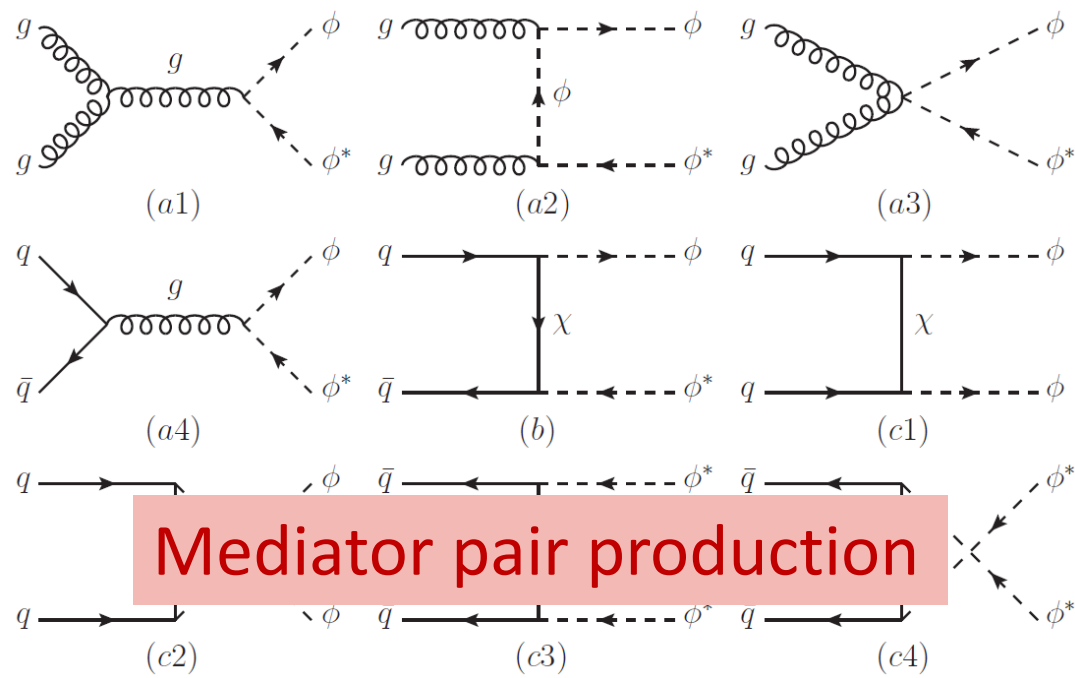 g g ϕ g g ϕ g ϕ
g ϕ* g ϕ* g ϕ*
(a1) (a2) (a3)
q g ϕ q χ ϕ q χ ϕ
q̄ ϕ* q̄ ϕ* q ϕ
(a4) (b) (c1)
q ϕ q̄ ϕ* q̄ ϕ*
Mediator pair production
q ϕ q̄ ϕ* q̄ ϕ*
(c2) (c3) (c4)